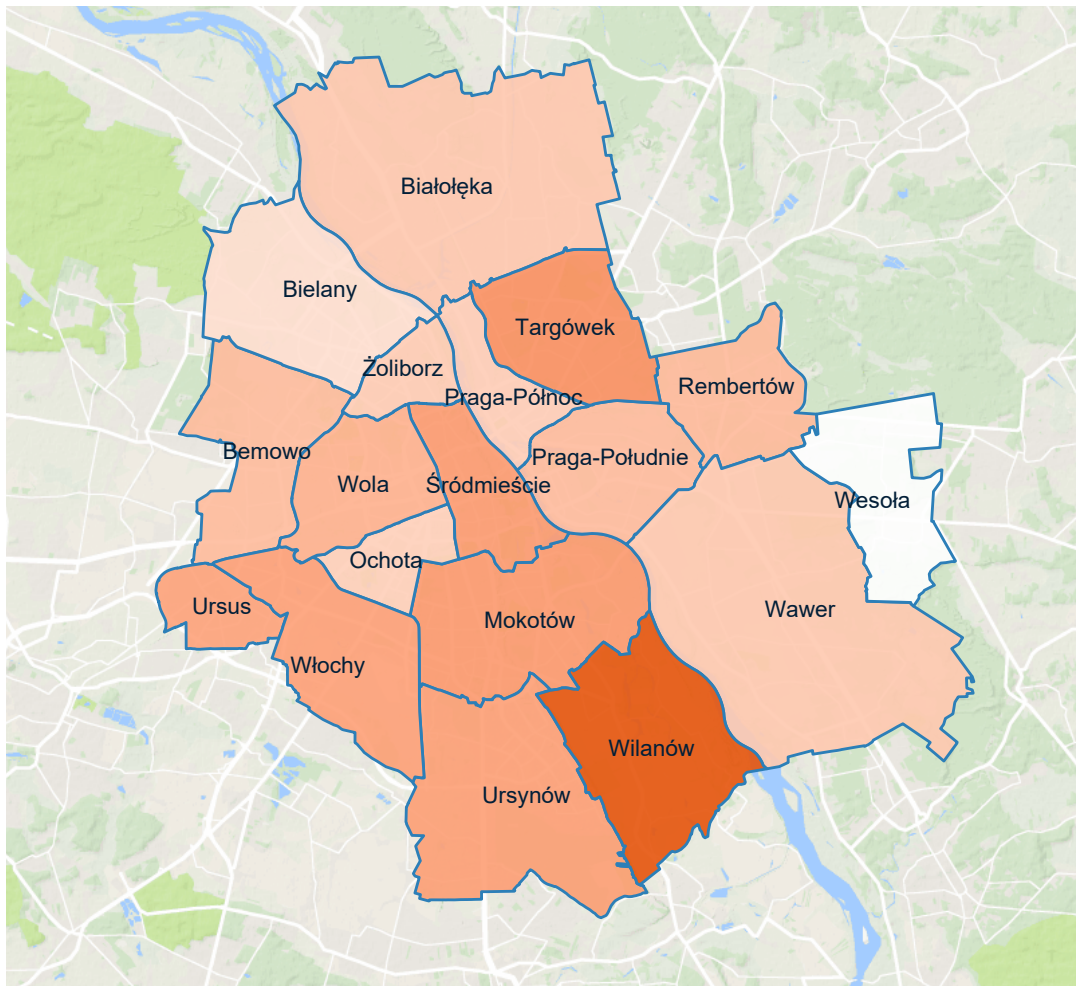 Białołęka
Bielany
Targówek
Żoliborz
Rembertów
Praga-Północ
Bemowo
Praga-Południe
Wola
Śródmieście
Wesoła
Ochota
Ursus
Wawer
Mokotów
Włochy
Wilanów
Ursynów